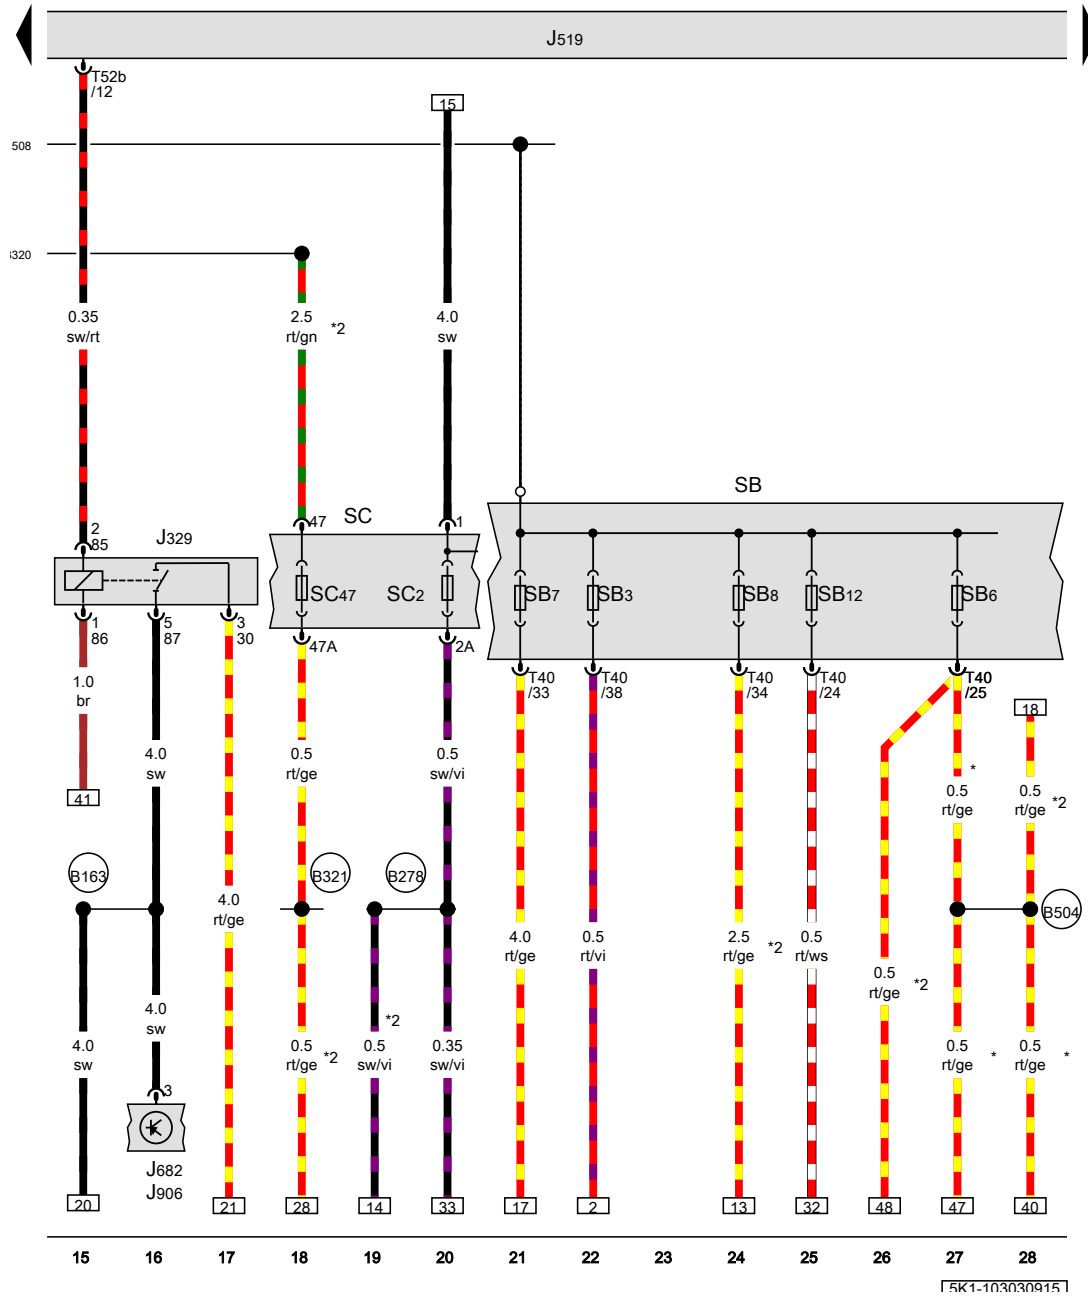 J519
T52b
/12
15
508
320
0.35
sw/rt
2.5
rt/gn
*2
4.0
sw
2
85
J329
47
SC
1
SB
SC47
SC2
SB7
SB3
SB8
SB12
SB6
1
86
5
87
3
30
47A
2A
T40
/33
T40
/38
T40
/34
T40
/24
T40
/25
18
1.0
br
4.0
sw
0.5
rt/ge
0.5
sw/vi
*
0.5
rt/ge
0.5
rt/ge
*2
41
B163
B321
B278
B504
4.0
rt/ge
4.0
rt/ge
0.5
rt/vi
2.5
rt/ge
*2
0.5
rt/ws
0.5
rt/ge
*2
4.0
sw
4.0
sw
0.5
rt/ge
*2
*2
0.5
sw/vi
0.35
sw/vi
0.5
rt/ge
*
0.5
rt/ge
*
3
J682
J906
20
21
28
14
33
17
2
13
32
48
47
40
15 16 17 18 19 20 21 22 23 24 25 26 27 28
5K1-103030915